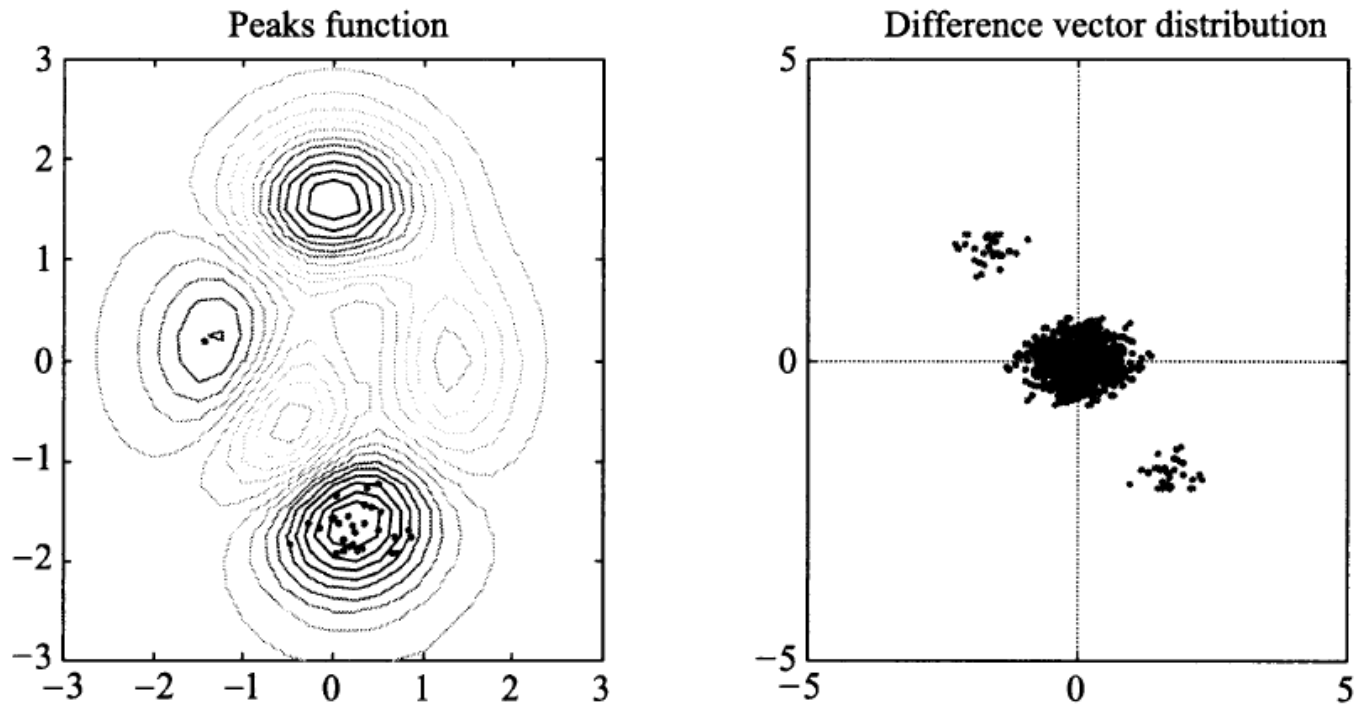 Peaks function
3
2
1
0
−1
−2
−3
−3 −2 −1 0 1 2 3
Difference vector distribution
5
0
−5
−5 0 5